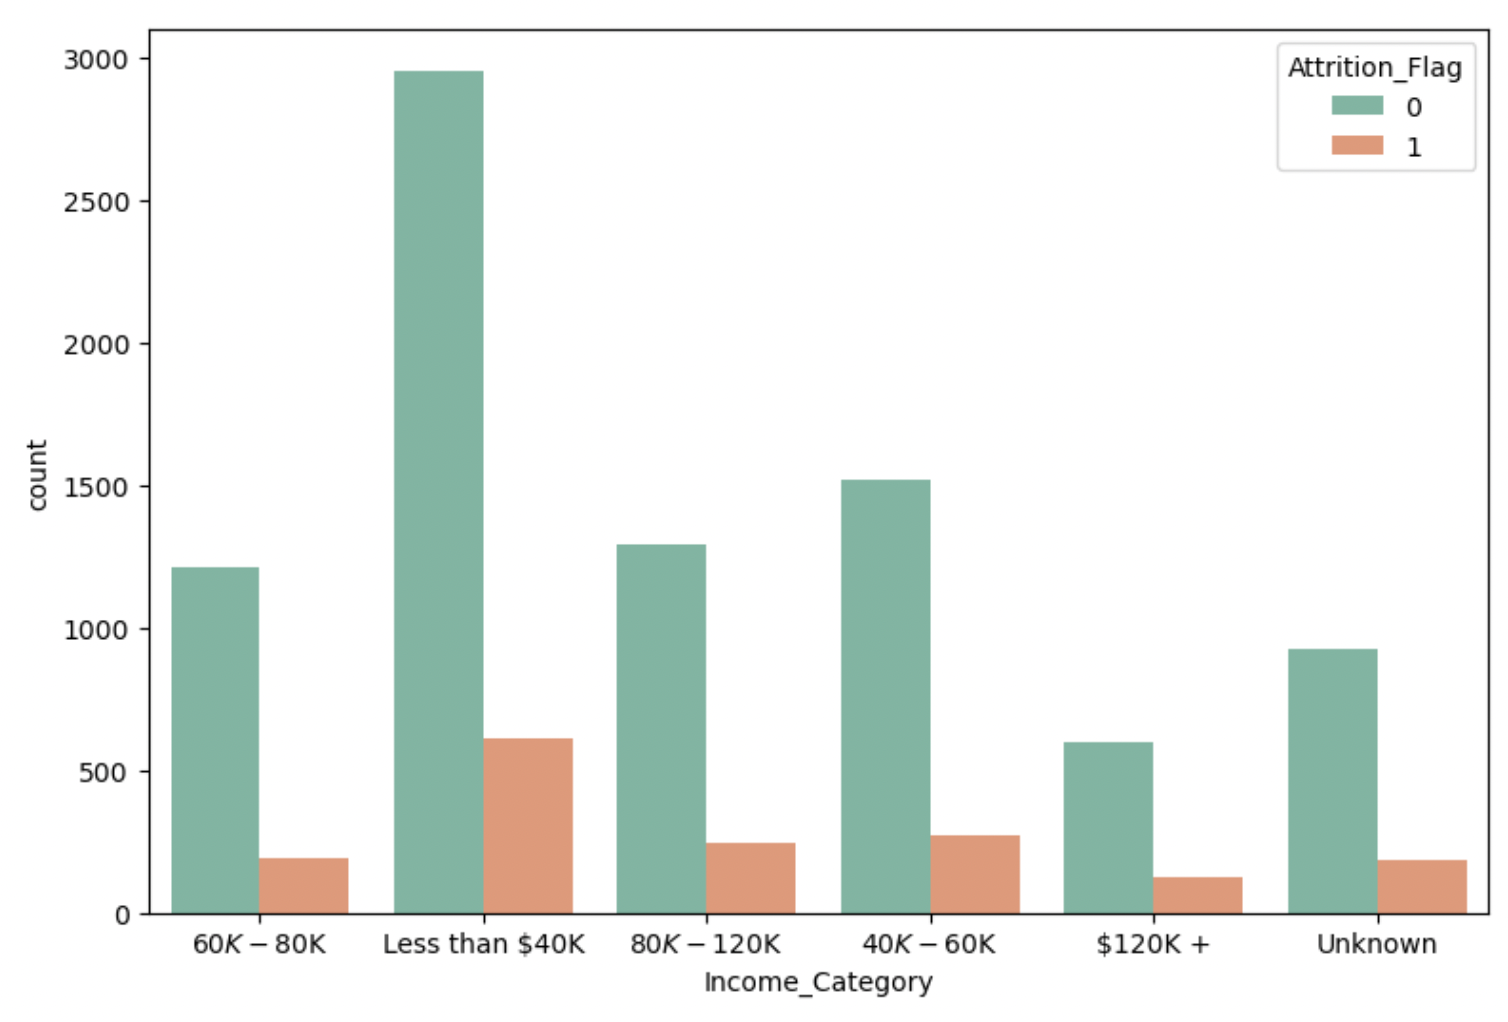 Attrition_Flag
0
1
3000
2500
2000
1500
1000
500
0
count
60K − 80K
Less than $40K
80K − 120K
40K − 60K
$120K +
Unknown
Income_Category